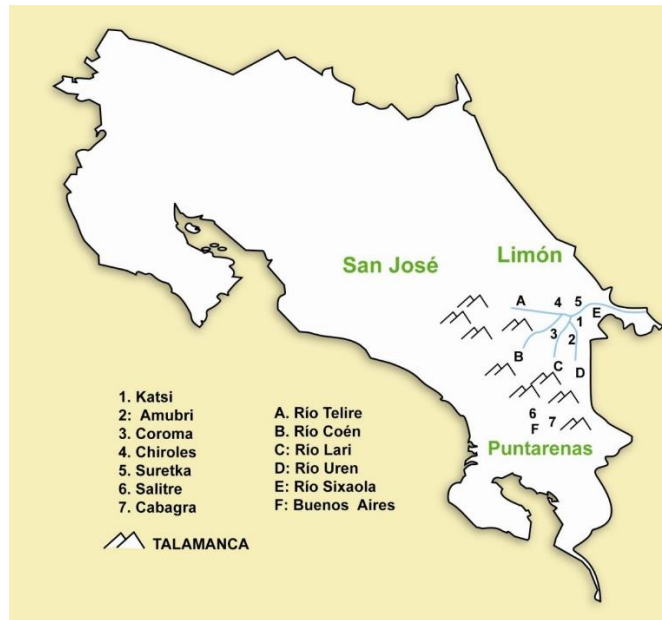 San José
Limón
A
4
5
E
1
3
2
B
C
D
6
7
F
Puntarenas
1. Katsi
2: Amubri
3. Coroma
4. Chiroles
5. Suretka
6. Salitre
7. Cabagra
A. Río Telire
B. Río Coén
C: Río Lari
D: Río Uren
E: Río Sixaola
F: Buenos Aires
TALAMANCA